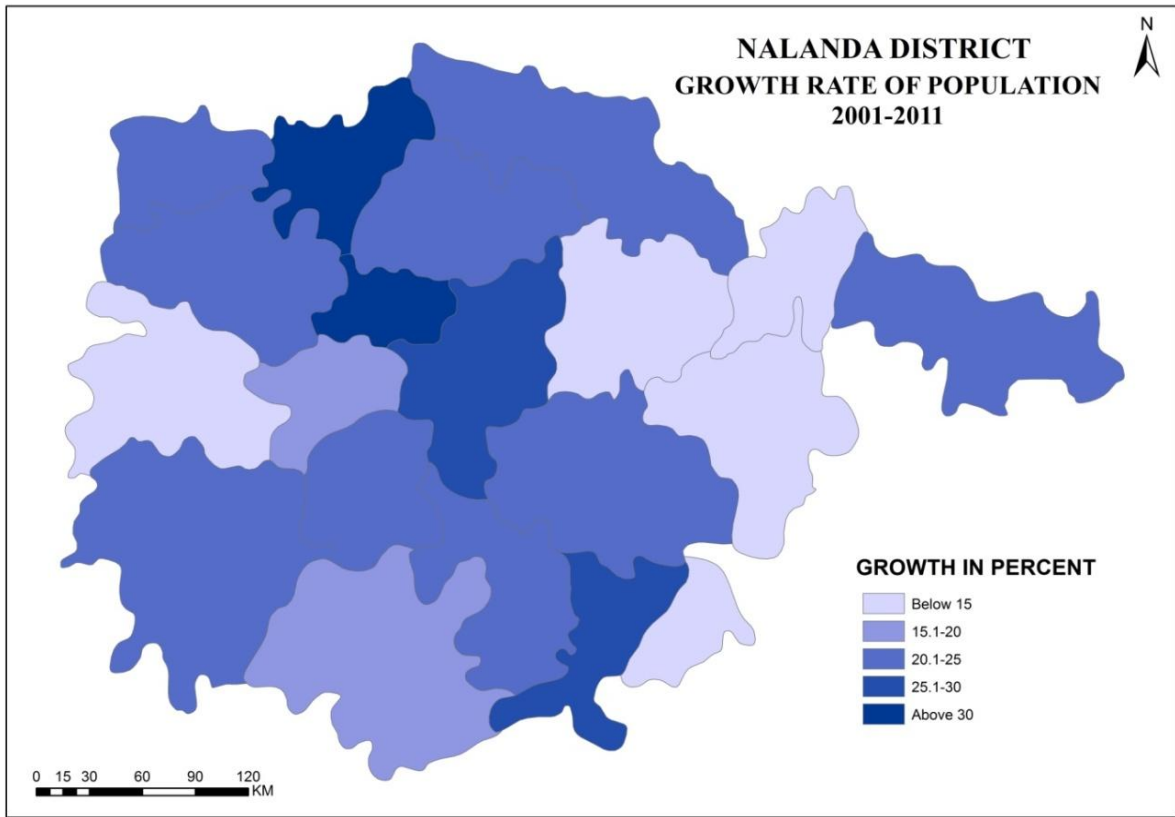 N
NALANDA DISTRICT
GROWTH RATE OF POPULATION
2001-2011
GROWTH IN PERCENT
Below 15
15.1-20
20.1-25
25.1-30
Above 30
0 15 30 60 90 120
KM